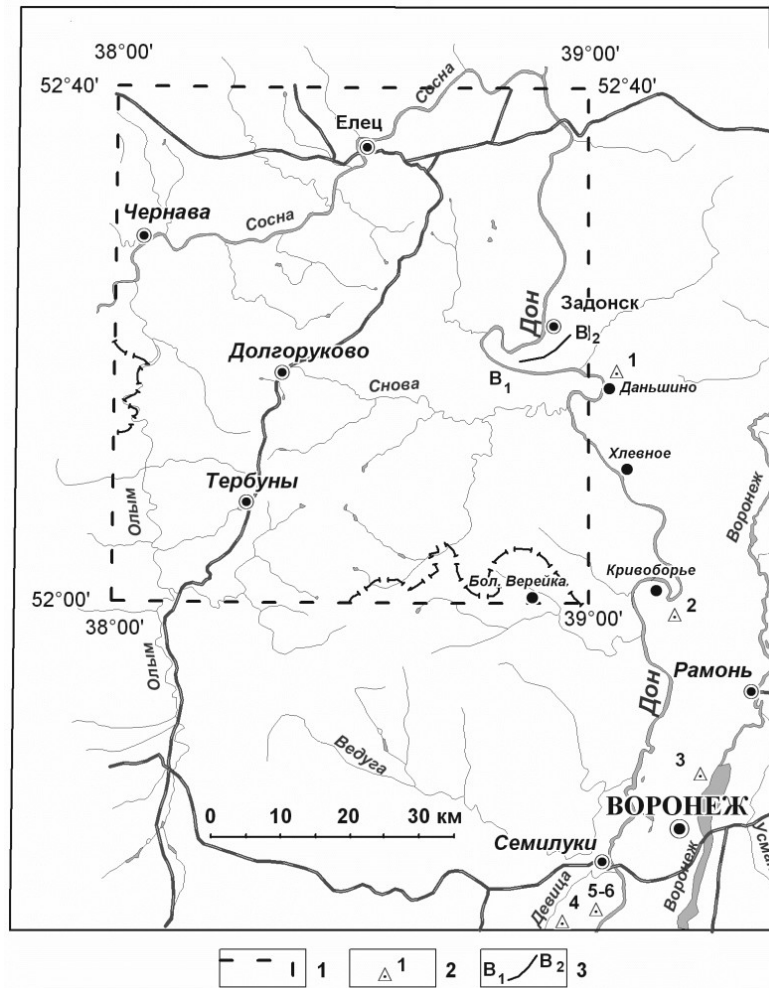 38°00'
39°00'
52°40'
52°40'
Сосна
Елец
Чернава
Сосна
Дон
Задонск
В₂
В₁
1
Долгоруково
Снова
Даньшино
Хлевное
Воронеж
Тербуны
Олым
Кривоборье
Бол. Верейка.
52°00'
38°00'
39°00'
2
Олым
Дон
Рамонь
Ведуга
3
0 10 20 30 км
ВОРОНЕЖ
Усмань
Семилуки
Воронеж
Девица
4
5-6
1
1
2
В₁ В₂
3